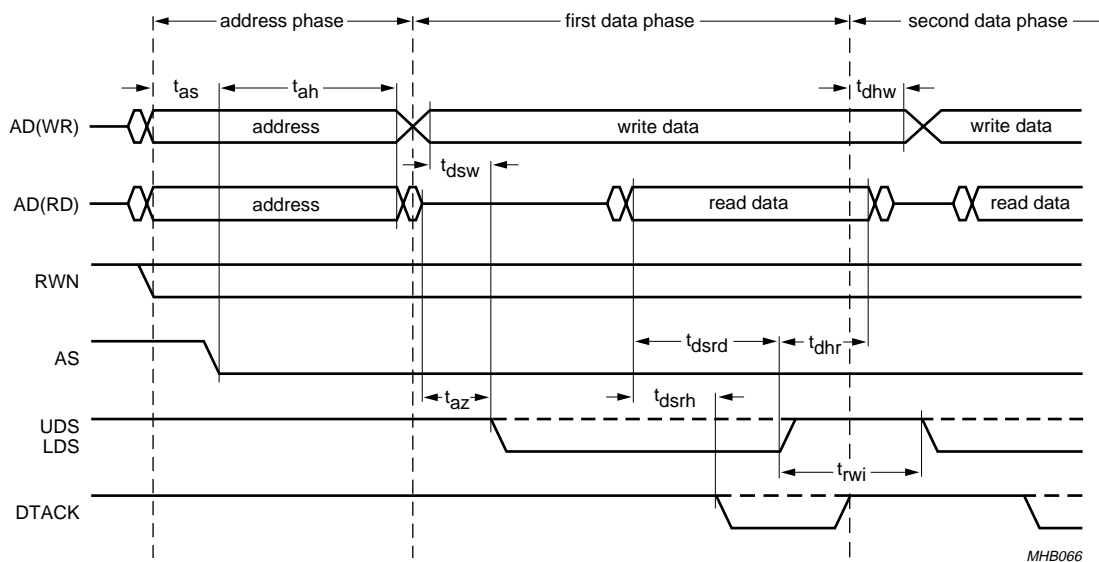 address phase first data phase second data phase
tas tah tdhw
AD(WR) address write data write data
tdsw
AD(RD) address read data read data
RWN
AS
tdsrd tdhr
taz tdsrh
UDS
LDS
trwi
DTACK
MHB066